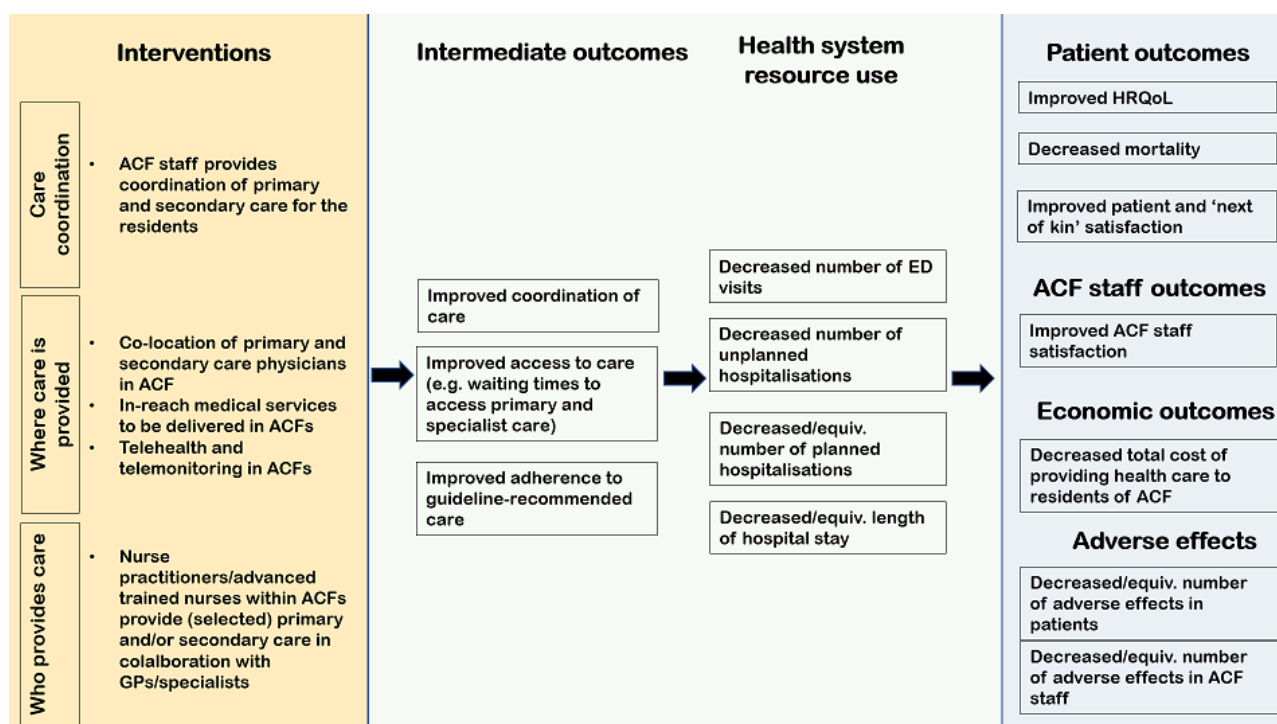 Interventions
Care
coordination
• ACF staff provides
coordination of primary
and secondary care for the
residents
Where care is
provided
• Co-location of primary and
secondary care physicians
in ACF
• In-reach medical services
to be delivered in ACFs
• Telehealth and
telemonitoring in ACFs
Who provides care
• Nurse
practitioners/advanced
trained nurses within ACFs
provide (selected) primary
and/or secondary care in
colalboration with
GPs/specialists
Intermediate outcomes
Improved coordination of
care
Improved access to care
(e.g. waiting times to
access primary and
specialist care)
Improved adherence to
guideline-recommended
care
Health system
resource use
Decreased number of ED
visits
Decreased number of
unplanned
hospitalisations
Decreased/equiv.
number of planned
hospitalisations
Decreased/equiv. length
of hospital stay
Patient outcomes
Improved HRQoL
Decreased mortality
Improved patient and ‘next
of kin’ satisfaction
ACF staff outcomes
Improved ACF staff
satisfaction
Economic outcomes
Decreased total cost of
providing health care to
residents of ACF
Adverse effects
Decreased/equiv. number
of adverse effects in
patients
Decreased/equiv. number
of adverse effects in ACF
staff